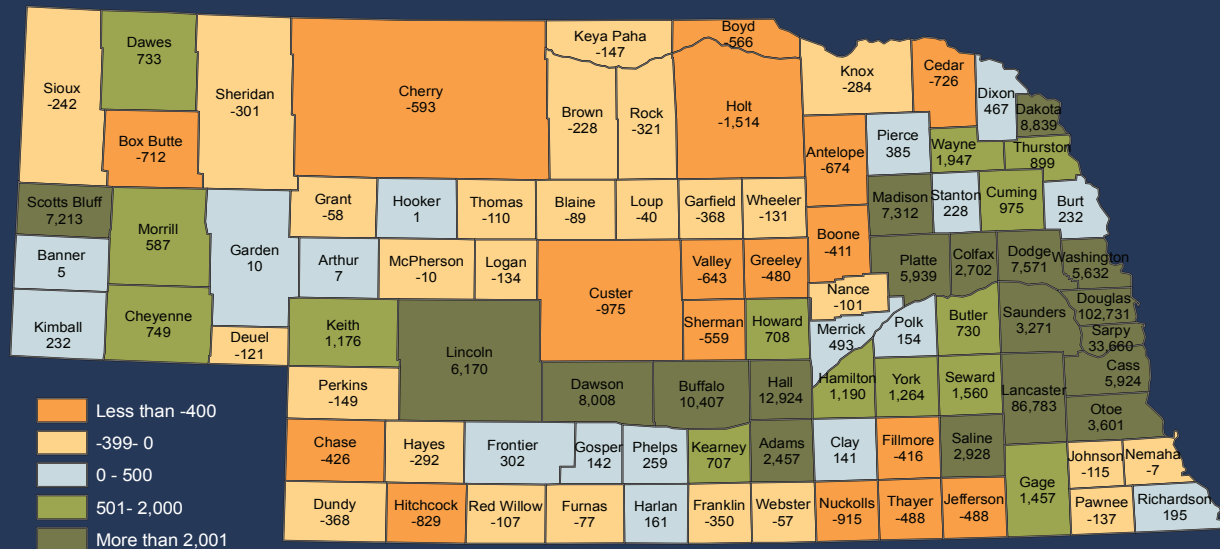 Sioux
-242
Dawes
733
Box Butte
-712
Sheridan
-301
Cherry
-593
Keya Paha
-147
Boyd
-566
Brown
-228
Rock
-321
Holt
-1,514
Knox
-284
Cedar
-726
Dixon
467
Dakota
8,839
Antelope
-674
Pierce
385
Wayne
1,947
Thurston
899
Scotts Bluff
7,213
Morrill
587
Garden
10
Grant
-58
Hooker
1
Thomas
-110
Blaine
-89
Loup
-40
Garfield
-368
Wheeler
-131
Madison
7,312
Stanton
228
Cuming
975
Burt
232
Banner
5
Arthur
7
McPherson
-10
Logan
-134
Custer
-975
Valley
-643
Greeley
-480
Boone
-411
Platte
5,939
Colfax
2,702
Dodge
7,571
Washington
5,632
Kimball
232
Cheyenne
749
Deuel
-121
Keith
1,176
Lincoln
6,170
Sherman
-559
Howard
708
Nance
-101
Merrick
493
Polk
154
Butler
730
Saunders
3,271
Douglas
102,731
Sarpy
33,660
Perkins
-149
Dawson
8,008
Buffalo
10,407
Hall
12,924
Hamilton
1,190
York
1,264
Seward
1,560
Lancaster
86,783
Cass
5,924
Otoe
3,601
Chase
-426
Hayes
-292
Frontier
302
Gosper
142
Phelps
259
Kearney
707
Adams
2,457
Clay
141
Fillmore
-416
Saline
2,928
Gage
1,457
Johnson
-115
Nemaha
-7
Dundy
-368
Hitchcock
-829
Red Willow
-107
Furnas
-77
Harlan
161
Franklin
-350
Webster
-57
Nuckolls
-915
Thayer
-488
Jefferson
-488
Pawnee
-137
Richardson
195
Less than -400
-399- 0
0 - 500
501- 2,000
More than 2,001